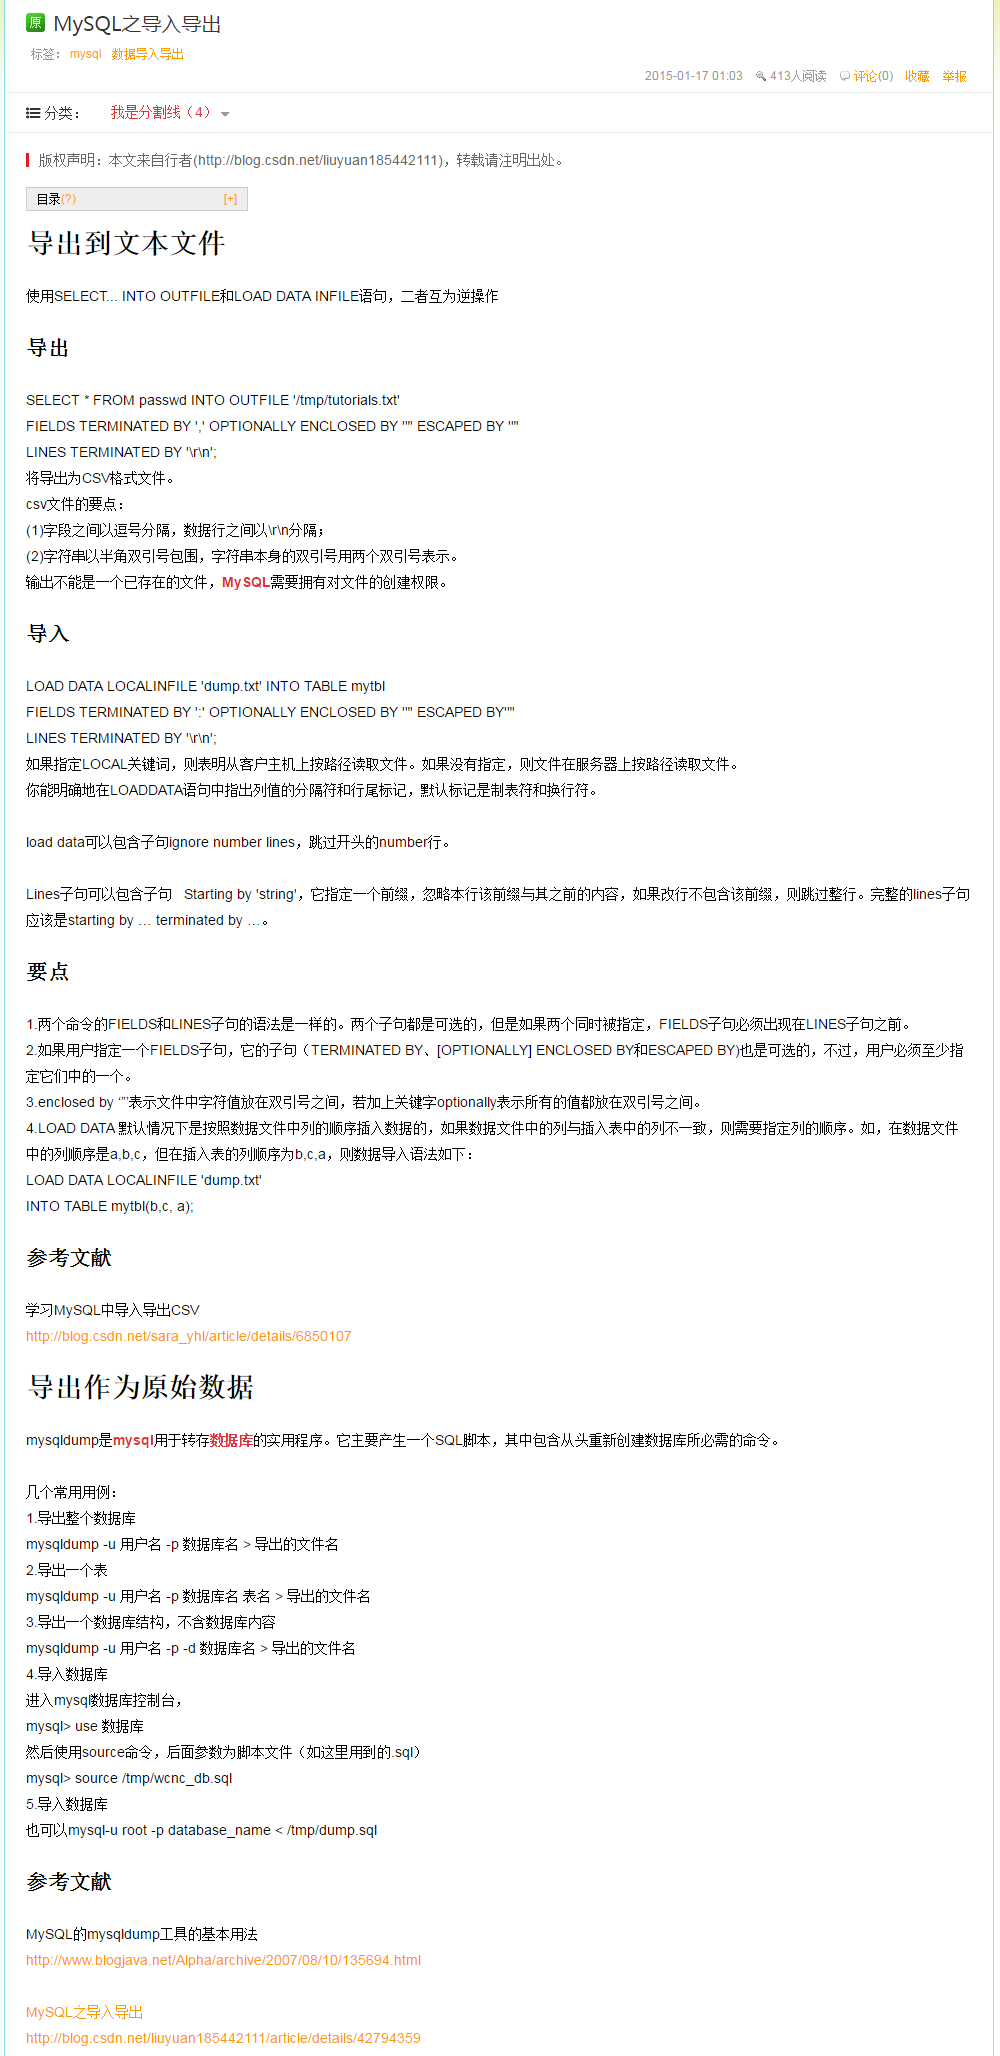 原 MySQL之导入导出
标签： mysql 数据导入导出
2015-01-17 01:03 413人阅读 评论(0) 收藏 举报
分类： 我是分割线（4）
版权声明：本文来自行者(http://blog.csdn.net/liuyuan185442111)，转载请注明出处。
目录(?) [+]
导出到文本文件
使用SELECT... INTO OUTFILE和LOAD DATA INFILE语句，二者互为逆操作
导出
SELECT * FROM passwd INTO OUTFILE '/tmp/tutorials.txt'
FIELDS TERMINATED BY ',' OPTIONALLY ENCLOSED BY '"' ESCAPED BY '"'
LINES TERMINATED BY '\r\n';
将导出为CSV格式文件。
csv文件的要点：
(1)字段之间以逗号分隔，数据行之间以\r\n分隔；
(2)字符串以半角双引号包围，字符串本身的双引号用两个双引号表示。
输出不能是一个已存在的文件，MySQL需要拥有对文件的创建权限。
导入
LOAD DATA LOCALINFILE 'dump.txt' INTO TABLE mytbl
FIELDS TERMINATED BY ':' OPTIONALLY ENCLOSED BY '"' ESCAPED BY'"'
LINES TERMINATED BY '\r\n';
如果指定LOCAL关键词，则表明从客户主机上按路径读取文件。如果没有指定，则文件在服务器上按路径读取文件。
你能明确地在LOADDATA语句中指出列值的分隔符和行尾标记，默认标记是制表符和换行符。
load data可以包含子句ignore number lines，跳过开头的number行。
Lines子句可以包含子句   Starting by 'string'，它指定一个前缀，忽略本行该前缀与其之前的内容，如果改行不包含该前缀，则跳过整行。完整的lines子句
应该是starting by … terminated by …。
要点
1.两个命令的FIELDS和LINES子句的语法是一样的。两个子句都是可选的，但是如果两个同时被指定，FIELDS子句必须出现在LINES子句之前。
2.如果用户指定一个FIELDS子句，它的子句（TERMINATED BY、[OPTIONALLY] ENCLOSED BY和ESCAPED BY)也是可选的，不过，用户必须至少指
定它们中的一个。
3.enclosed by ‘”’表示文件中字符值放在双引号之间，若加上关键字optionally表示所有的值都放在双引号之间。
4.LOAD DATA 默认情况下是按照数据文件中列的顺序插入数据的，如果数据文件中的列与插入表中的列不一致，则需要指定列的顺序。如，在数据文件
中的列顺序是a,b,c，但在插入表的列顺序为b,c,a，则数据导入语法如下：
LOAD DATA LOCALINFILE 'dump.txt'
INTO TABLE mytbl(b,c, a);
参考文献
学习MySQL中导入导出CSV
http://blog.csdn.net/sara_yhl/article/details/6850107
导出作为原始数据
mysqldump是mysql用于转存数据库的实用程序。它主要产生一个SQL脚本，其中包含从头重新创建数据库所必需的命令。
几个常用用例：
1.导出整个数据库
mysqldump -u 用户名 -p 数据库名 > 导出的文件名
2.导出一个表
mysqldump -u 用户名 -p 数据库名 表名 > 导出的文件名
3.导出一个数据库结构，不含数据库内容
mysqldump -u 用户名 -p -d 数据库名 > 导出的文件名
4.导入数据库
进入mysql数据库控制台，
mysql> use 数据库
然后使用source命令，后面参数为脚本文件（如这里用到的.sql）
mysql> source /tmp/wcnc_db.sql
5.导入数据库
也可以mysql-u root -p database_name < /tmp/dump.sql
参考文献
MySQL的mysqldump工具的基本用法
http://www.blogjava.net/Alpha/archive/2007/08/10/135694.html
MySQL之导入导出
http://blog.csdn.net/liuyuan185442111/article/details/42794359